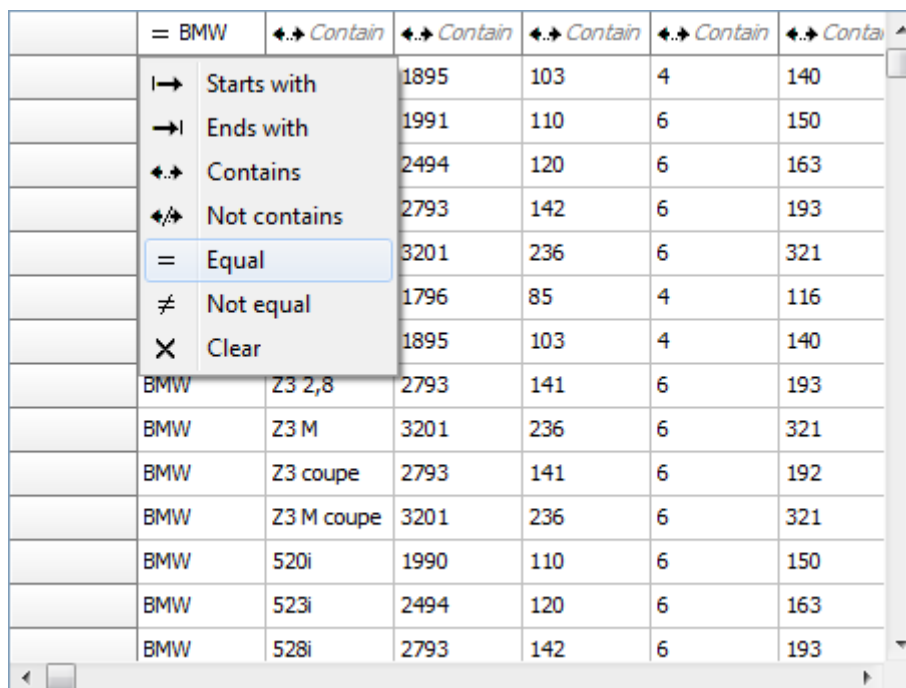 = BMW Contain Contain Contain Contain Contai
Starts with 1895 103 4 140
Ends with 1991 110 6 150
Contains 2494 120 6 163
Not contains 2793 142 6 193
= Equal 3201 236 6 321
≠ Not equal 1796 85 4 116
Clear 1895 103 4 140
BMW Z3 2,8 2793 141 6 193
BMW Z3 M 3201 236 6 321
BMW Z3 coupe 2793 141 6 192
BMW Z3 M coupe 3201 236 6 321
BMW 520i 1990 110 6 150
BMW 523i 2494 120 6 163
BMW 528i 2793 142 6 193